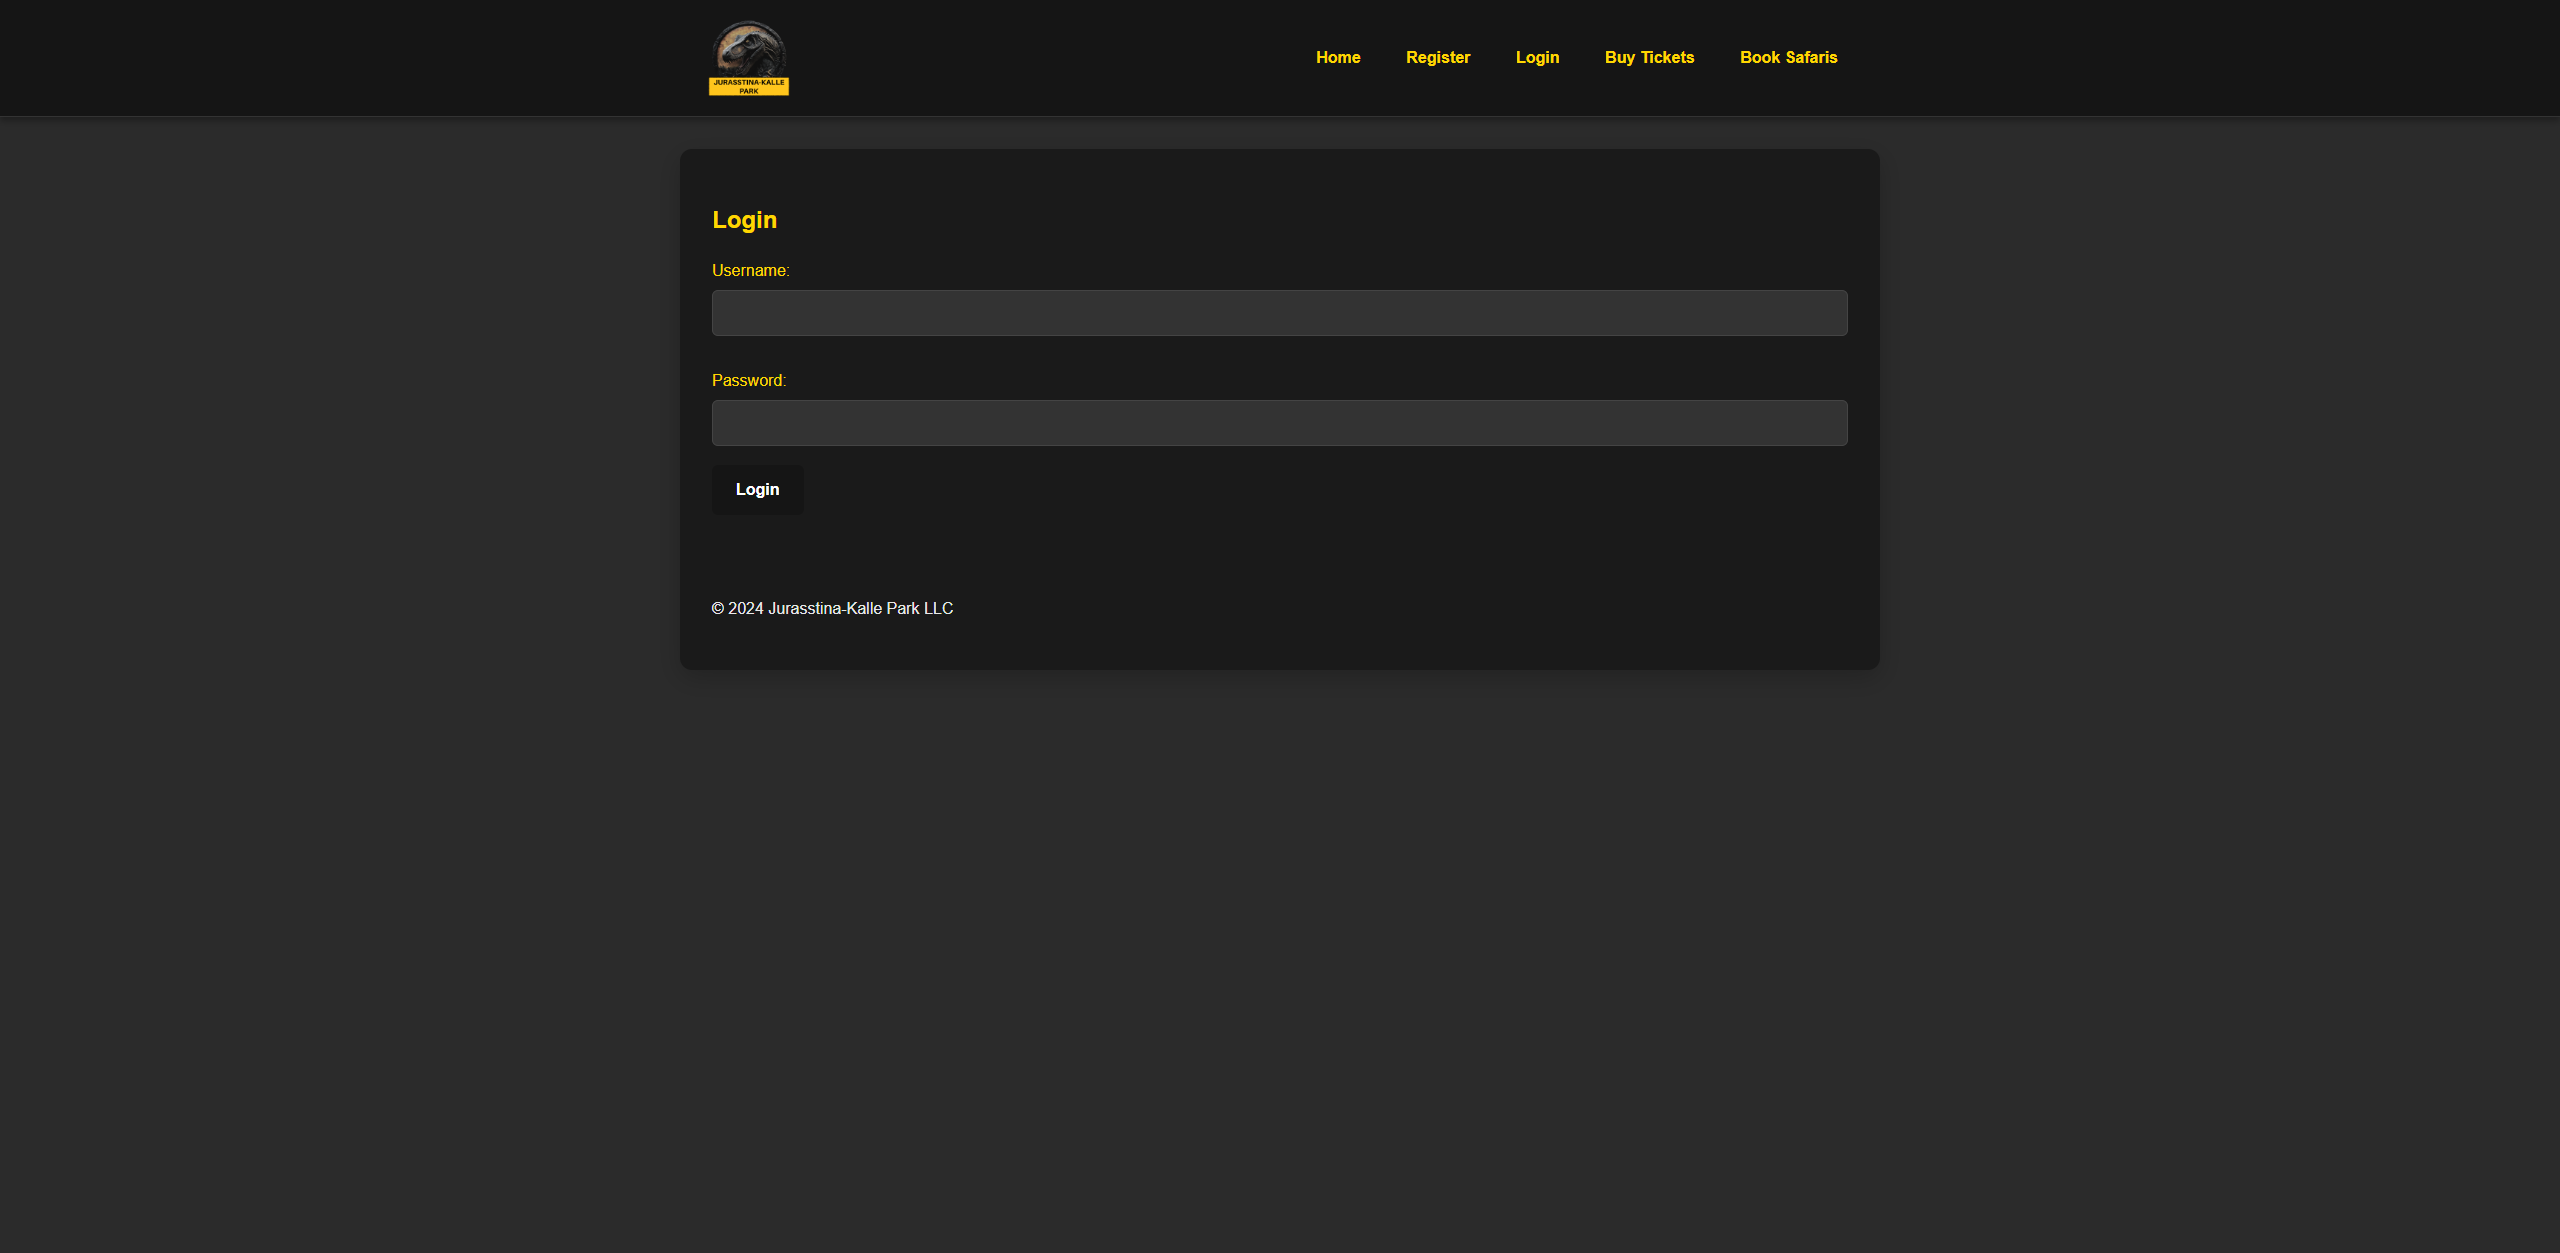 JURASSTINA-KALLE
PARK
Home
Register
Login
Buy Tickets
Book Safaris
Login
Username:
Password:
Login
© 2024 Jurasstina-Kalle Park LLC